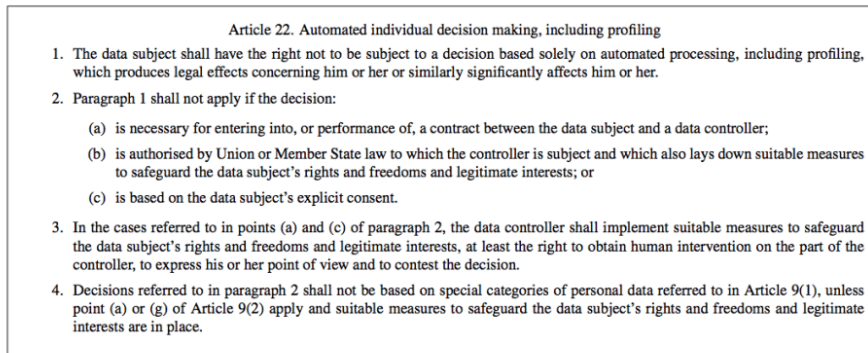 Article 22. Automated individual decision making, including profiling
1. The data subject shall have the right not to be subject to a decision based solely on automated processing, including profiling,
which produces legal effects concerning him or her or similarly significantly affects him or her.
2. Paragraph 1 shall not apply if the decision:
(a) is necessary for entering into, or performance of, a contract between the data subject and a data controller;
(b) is authorised by Union or Member State law to which the controller is subject and which also lays down suitable measures
to safeguard the data subject's rights and freedoms and legitimate interests; or
(c) is based on the data subject's explicit consent.
3. In the cases referred to in points (a) and (c) of paragraph 2, the data controller shall implement suitable measures to safeguard
the data subject's rights and freedoms and legitimate interests, at least the right to obtain human intervention on the part of the
controller, to express his or her point of view and to contest the decision.
4. Decisions referred to in paragraph 2 shall not be based on special categories of personal data referred to in Article 9(1), unless
point (a) or (g) of Article 9(2) apply and suitable measures to safeguard the data subject's rights and freedoms and legitimate
interests are in place.